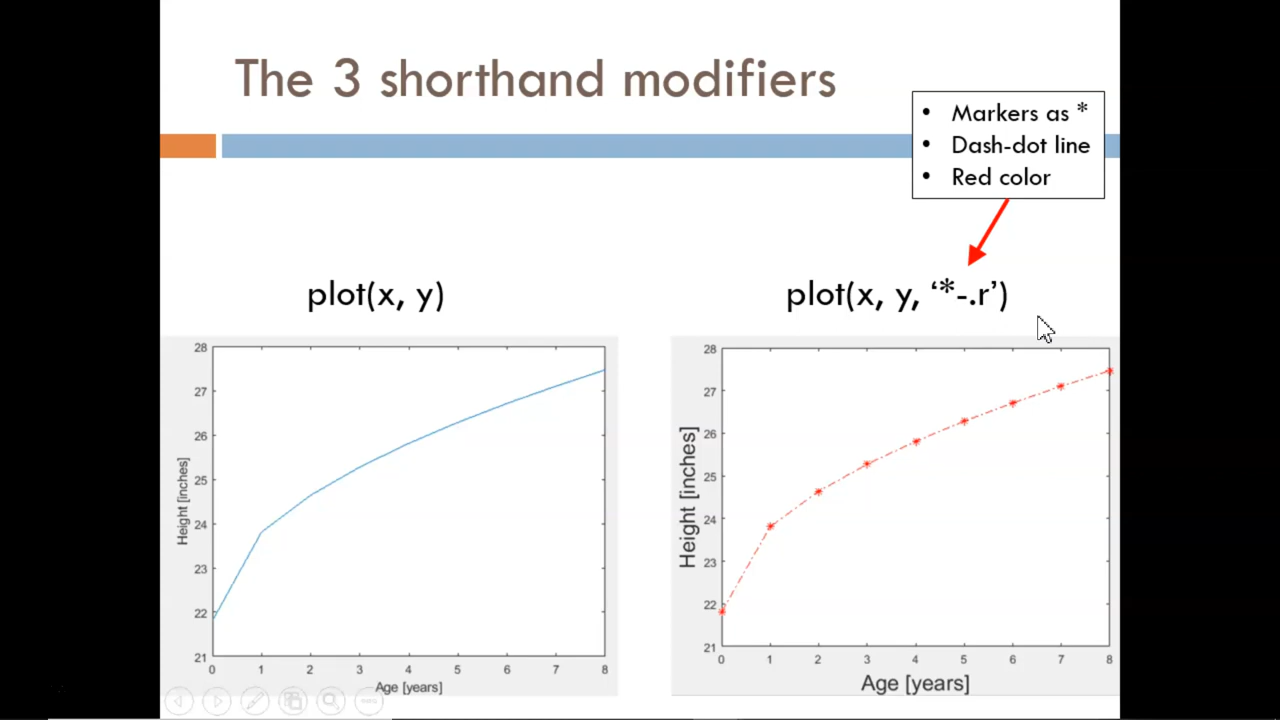 The 3 shorthand modifiers
• Markers as *
• Dash-dot line
• Red color
plot(x, y)
plot(x, y, ‘*-.r’)
28
27
26
25
24
23
22
21
0 1 2 3 4 5 6 7 8
Height [inches]
Age [years]
28
27
26
25
24
23
22
21
0 1 2 3 4 5 6 7 8
Height [inches]
Age [years]